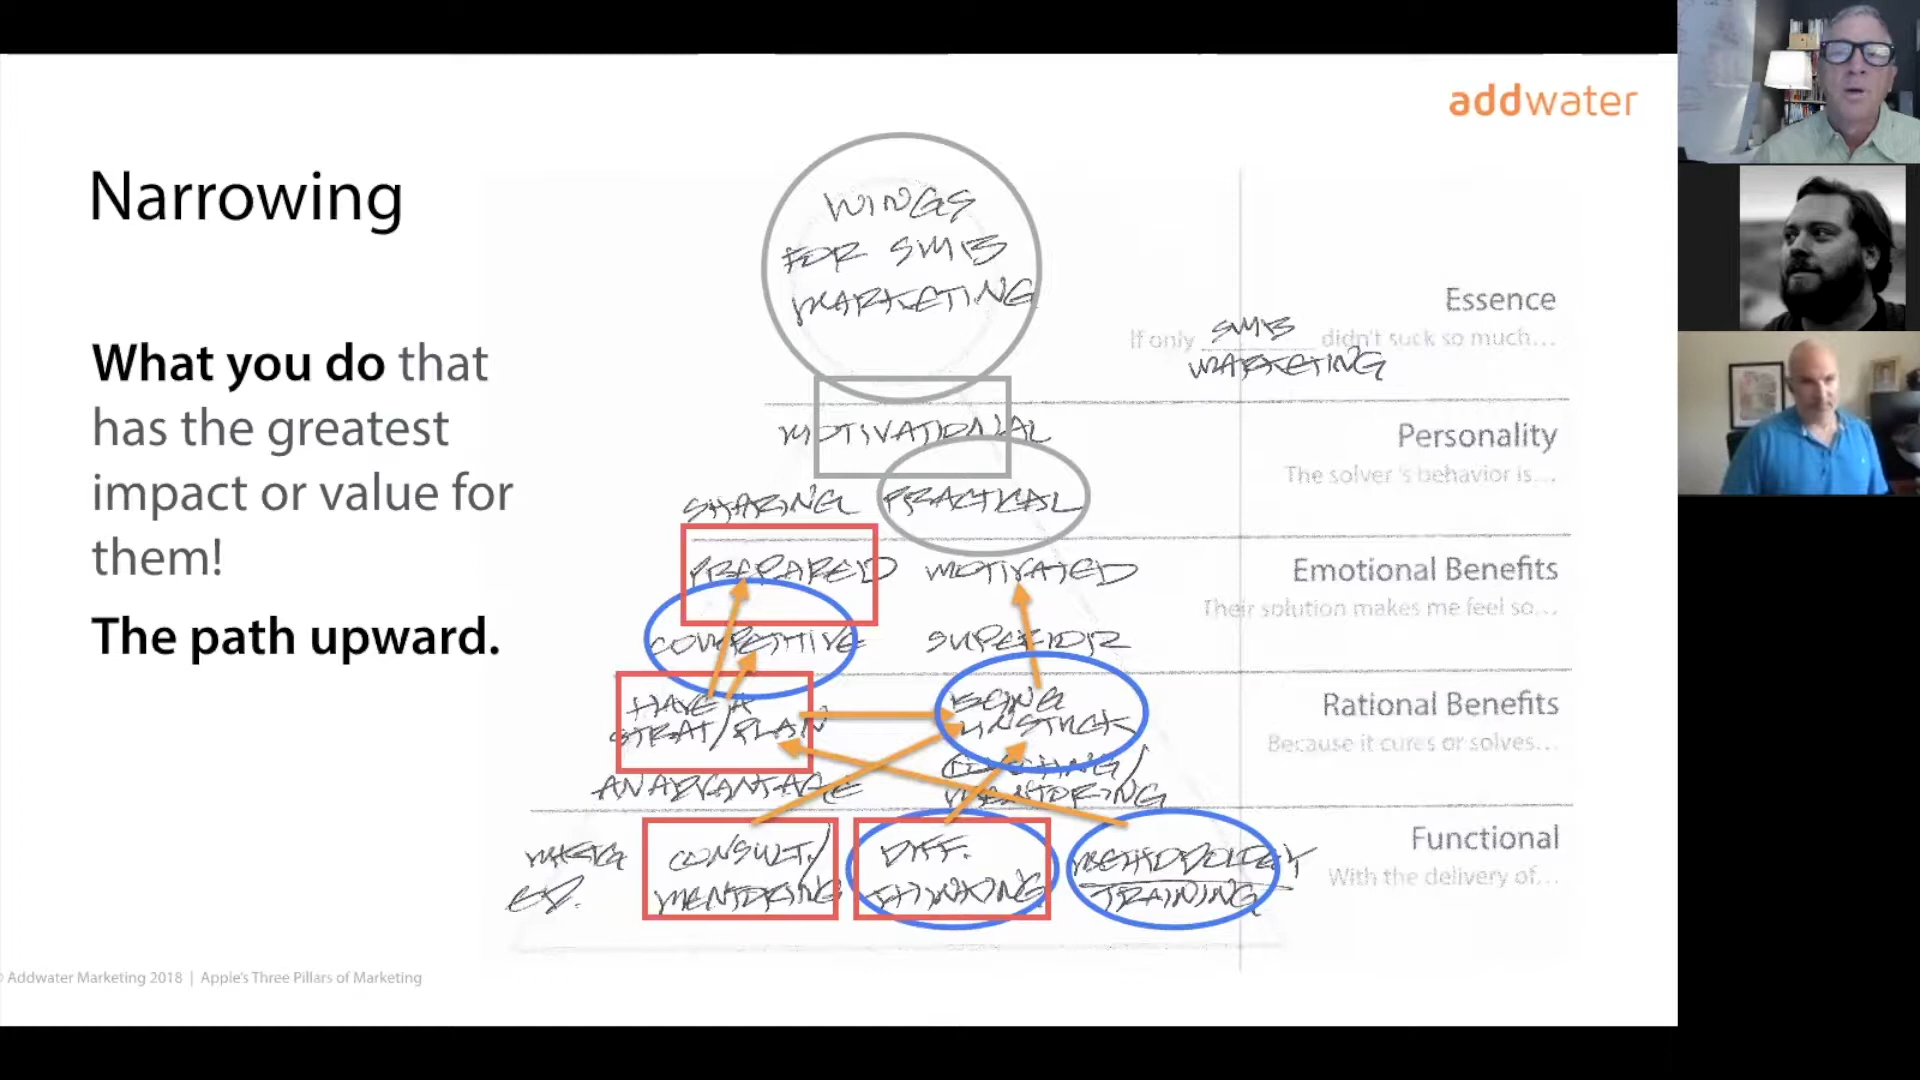 addwater
Narrowing
What you do that
has the greatest
impact or value for
them!
The path upward.
WINGS
FOR SMB
MARKETING
Essence
If only SMB didn't suck so much...
MARKETING
MOTIVATIONAL
Personality
The solver 's behavior is...
SHARING PRACTICAL
PREPARED MOTIVATED
Emotional Benefits
Their solution makes me feel so...
COMPETITIVE SUPERIOR
HAVE A
STRAT/PLAN
BEING
UNSTUCK
Rational Benefits
Because it cures or solves...
AN ADVANTAGE
COACHING/
MENTORING
Functional
With the delivery of...
ED.
CONSULT./
MENTORING
DIFF.
THINKING
METHODOLOGY
TRAINING
Addwater Marketing 2018 | Apple's Three Pillars of Marketing